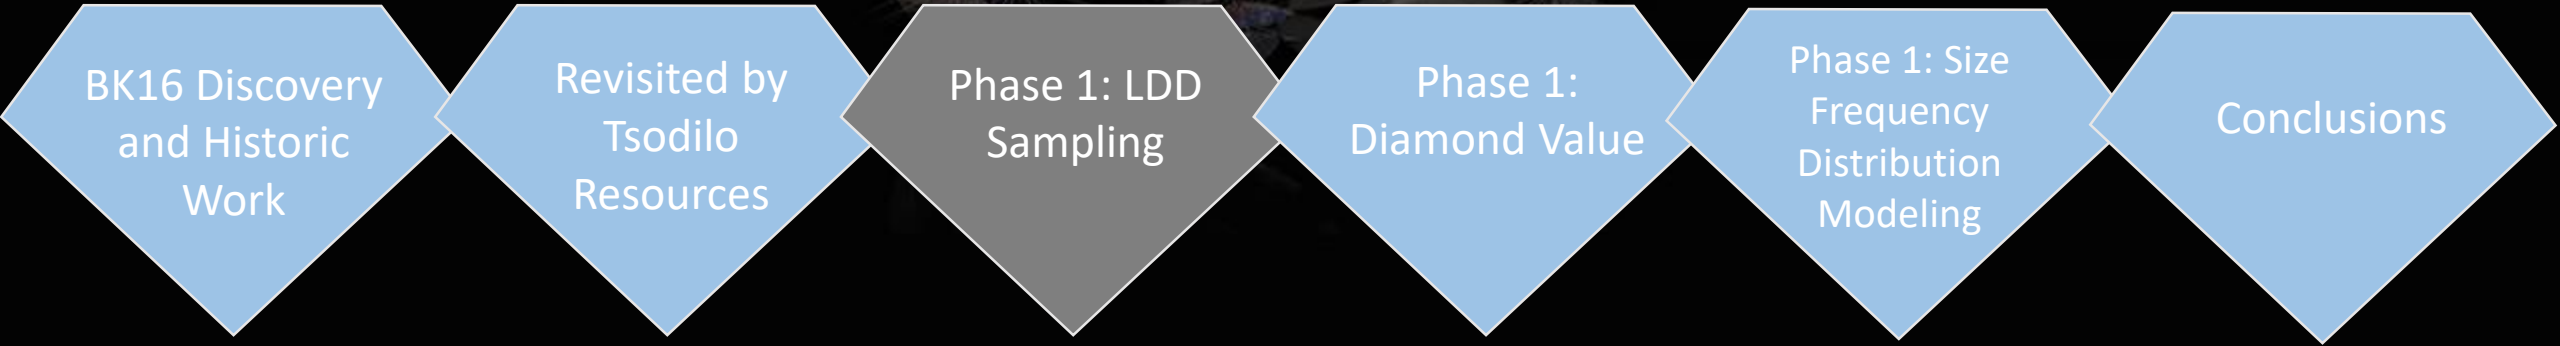 BK16 Discovery
and Historic
Work
Revisited by
Tsodilo
Resources
Phase 1: LDD
Sampling
Phase 1:
Diamond Value
Phase 1: Size
Frequency
Distribution
Modeling
Conclusions